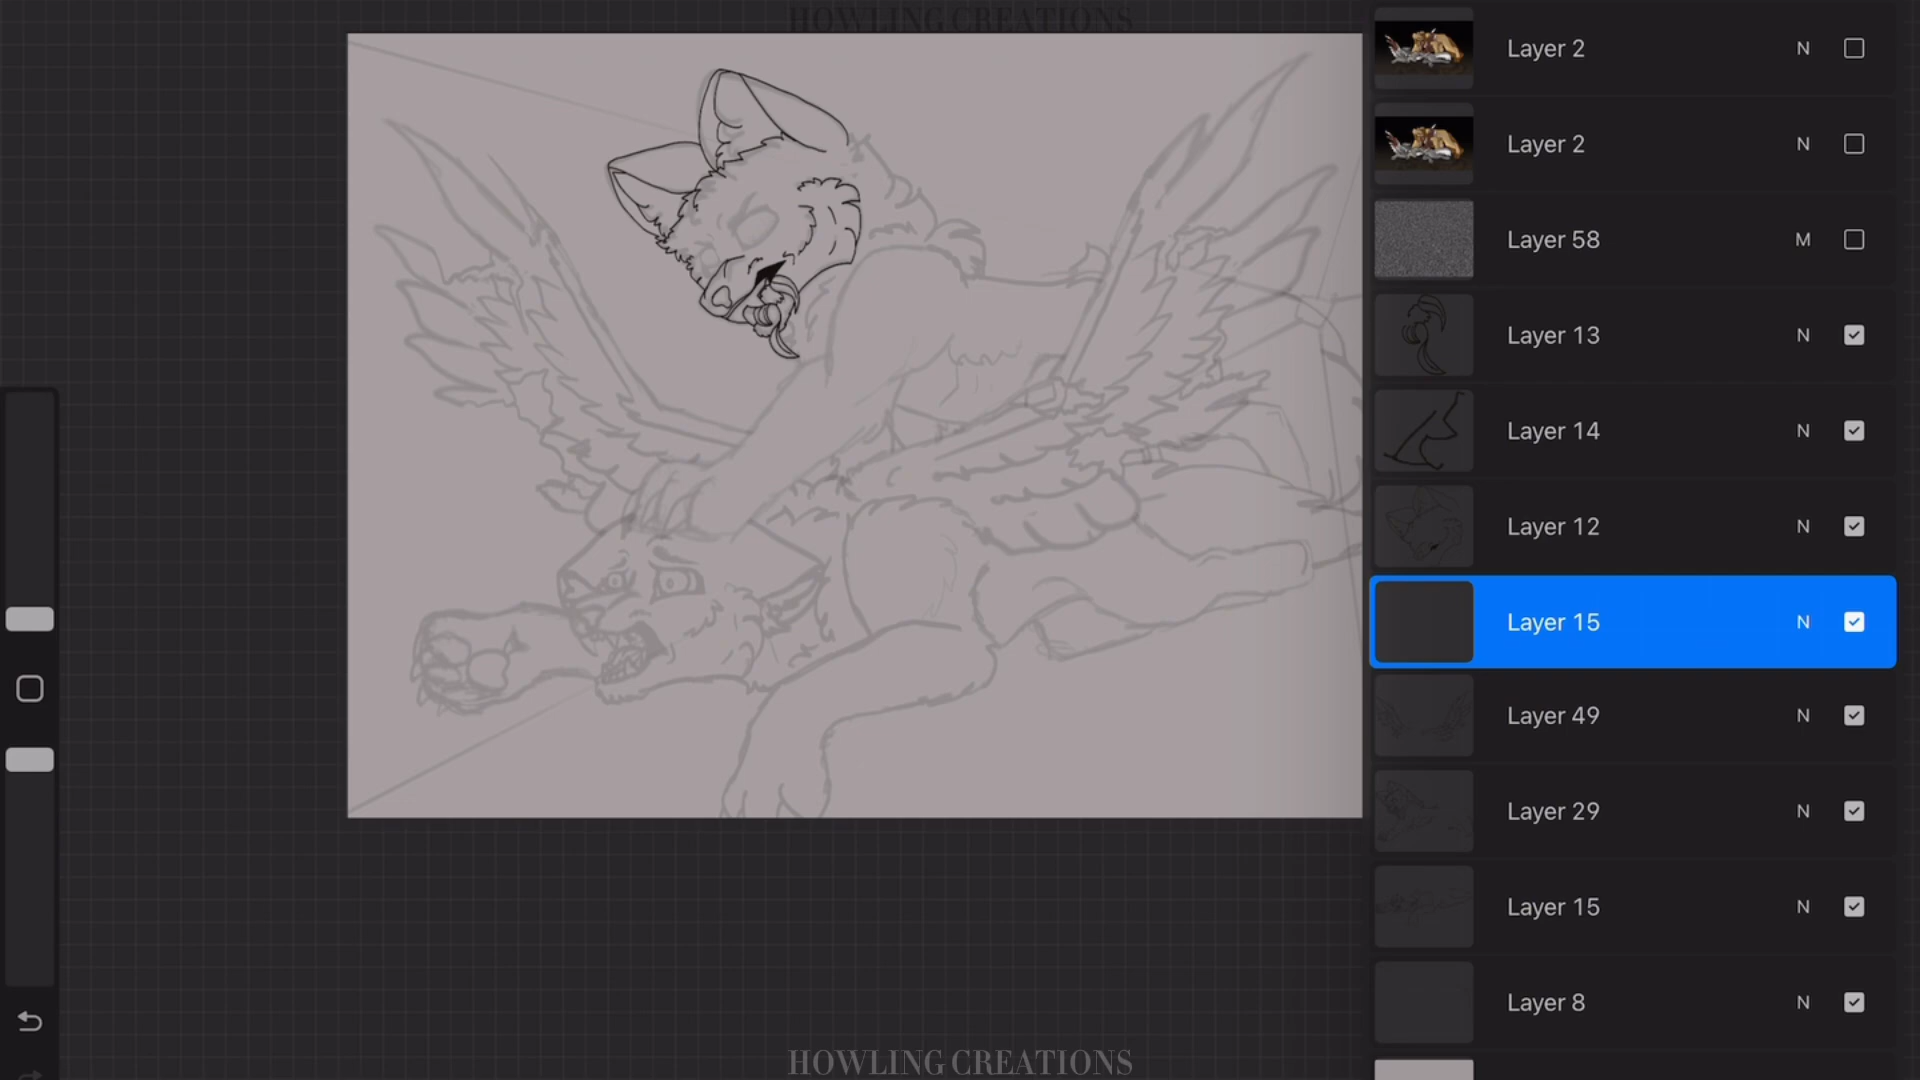 HOWLING CREATIONS
Layer 2 N
Layer 2 N
Layer 58 M
Layer 13 N
Layer 14 N
Layer 12 N
Layer 15 N
Layer 49 N
Layer 29 N
Layer 15 N
Layer 8 N
HOWLING CREATIONS